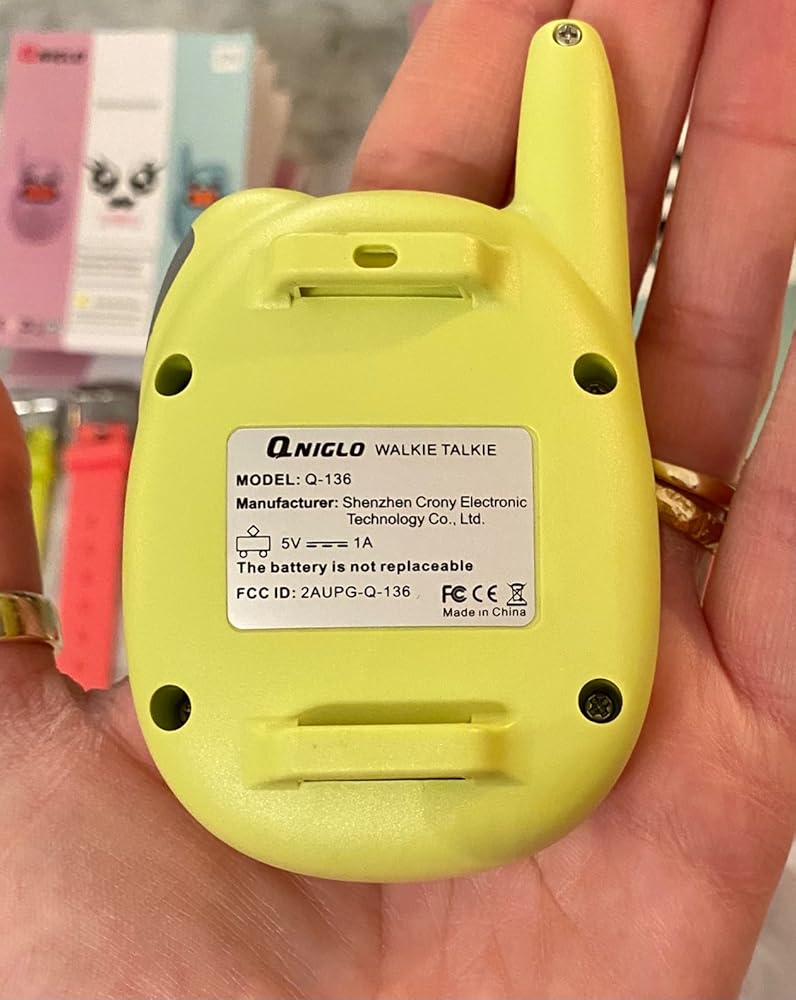 QNIGLO
QNIGLO WALKIE TALKIE
MODEL: Q-136
Manufacturer: Shenzhen Crony Electronic
Technology Co., Ltd.
5V 1A
The battery is not replaceable
FCC ID: 2AUPG-Q-136 FC CE
Made in China